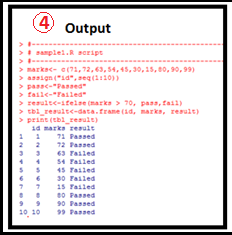 4 Output
> #----------------------------------------------------
> # sample1.R script
> #----------------------------------------------------
> marks<- c(71,72,63,54,45,30,15,80,90,99)
> assign("id",seq(1:10))
> pass<-"Passed"
> fail<-"Failed"
> result<-ifelse(marks > 70, pass,fail)
> tbl_result<-data.frame(id, marks, result)
> print(tbl_result)
id marks result
1 1 71 Passed
2 2 72 Passed
3 3 63 Failed
4 4 54 Failed
5 5 45 Failed
6 6 30 Failed
7 7 15 Failed
8 8 80 Passed
9 9 90 Passed
10 10 99 Passed